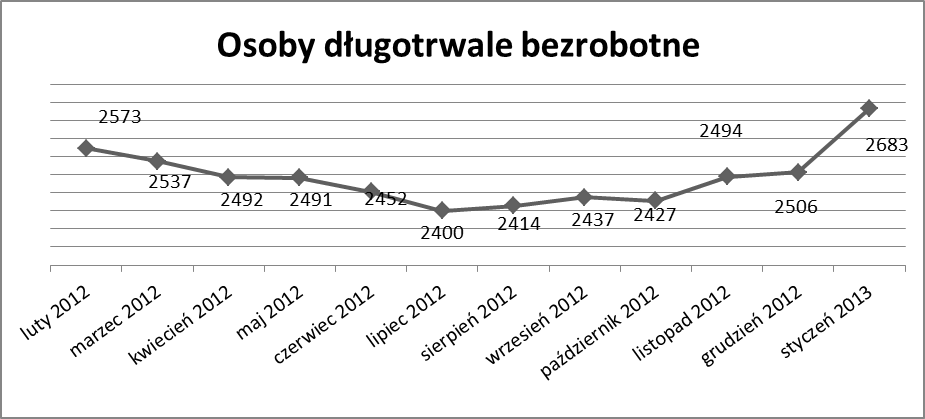 Osoby długotrwale bezrobotne
2573
2537
2492
2491
2452
2400
2414
2437
2427
2494
2506
2683
luty 2012
marzec 2012
kwiecień 2012
maj 2012
czerwiec 2012
lipiec 2012
sierpień 2012
wrzesień 2012
październik 2012
listopad 2012
grudzień 2012
styczeń 2013